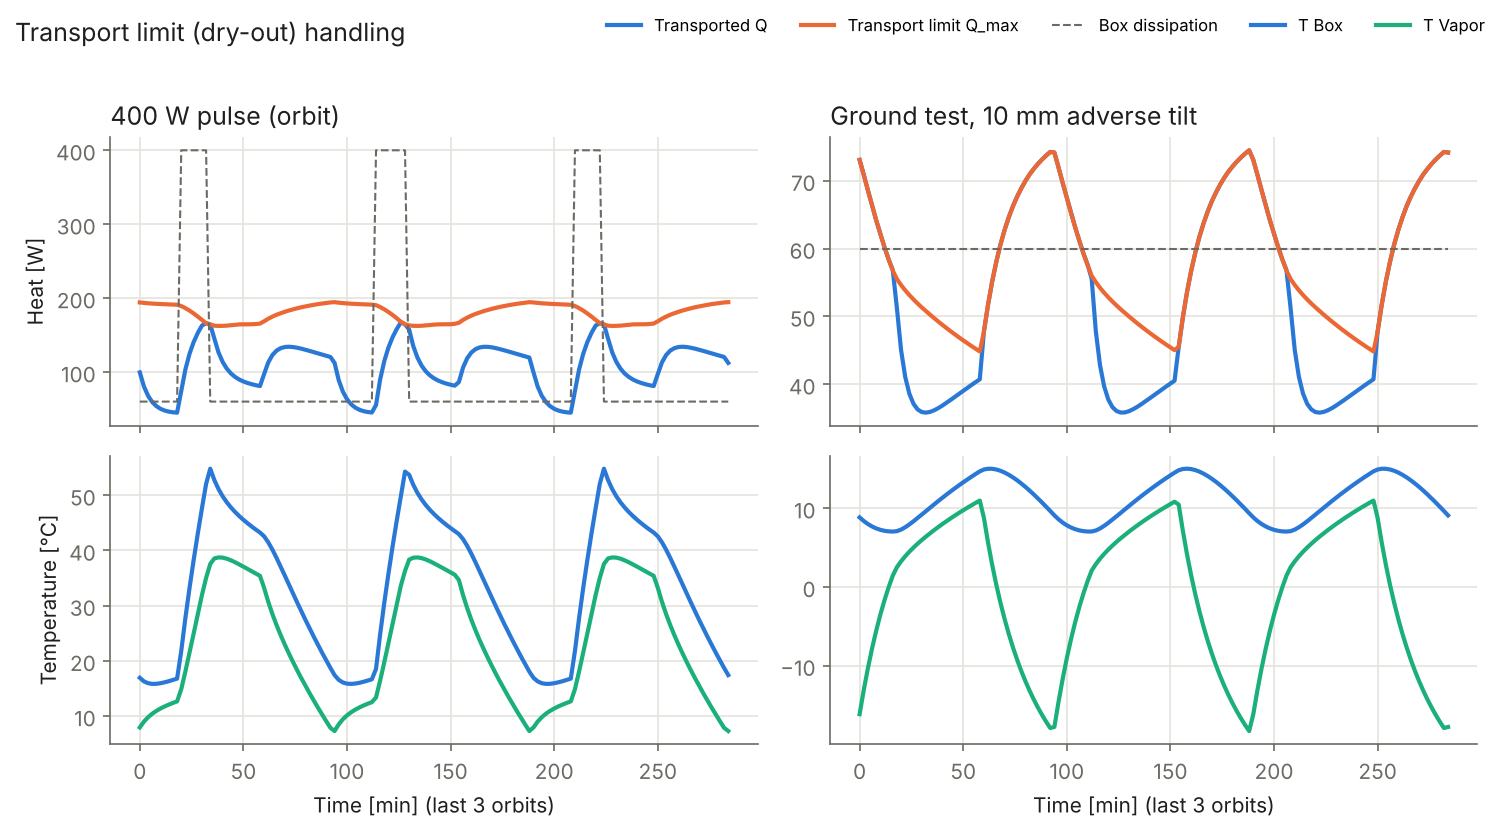 Transport limit (dry-out) handling
Transported Q
Transport limit Q_max
Box dissipation
T Box
T Vapor
400 W pulse (orbit)
Ground test, 10 mm adverse tilt
Heat [W]
400
300
200
100
70
60
50
40
Temperature [°C]
50
40
30
20
10
10
0
−10
0 50 100 150 200 250
0 50 100 150 200 250
Time [min] (last 3 orbits)
Time [min] (last 3 orbits)